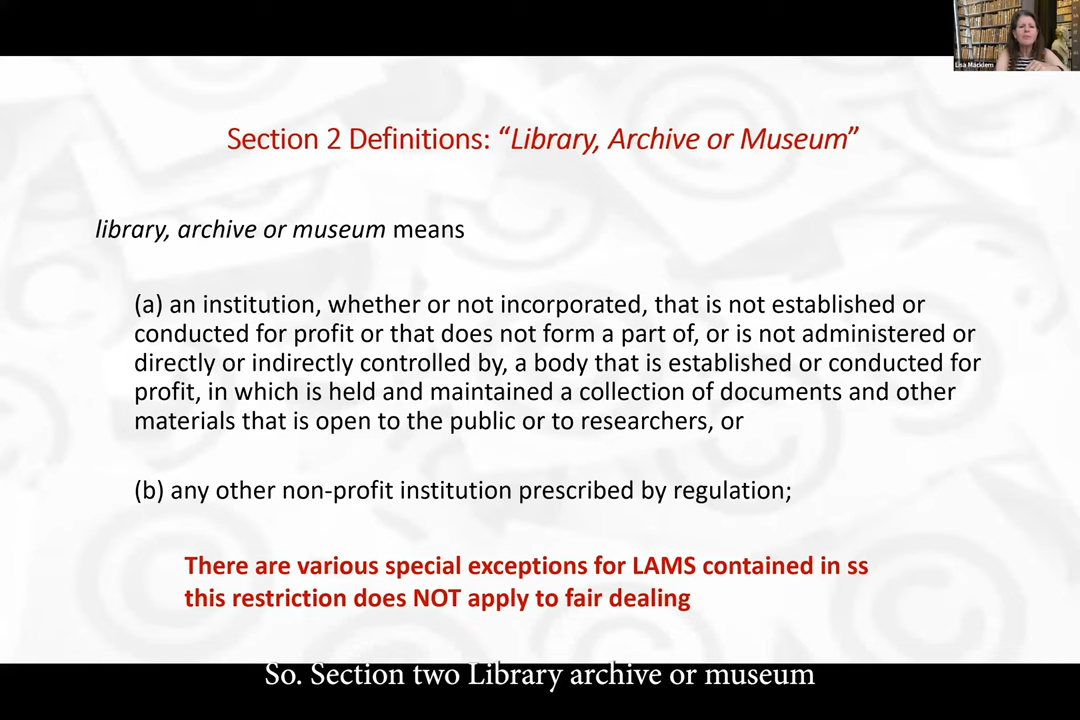 Lisa Macklem
Section 2 Definitions: “Library, Archive or Museum”
library, archive or museum means
(a) an institution, whether or not incorporated, that is not established or
conducted for profit or that does not form a part of, or is not administered or
directly or indirectly controlled by, a body that is established or conducted for
profit, in which is held and maintained a collection of documents and other
materials that is open to the public or to researchers, or
(b) any other non-profit institution prescribed by regulation;
There are various special exceptions for LAMS contained in ss
this restriction does NOT apply to fair dealing
So. Section two Library archive or museum